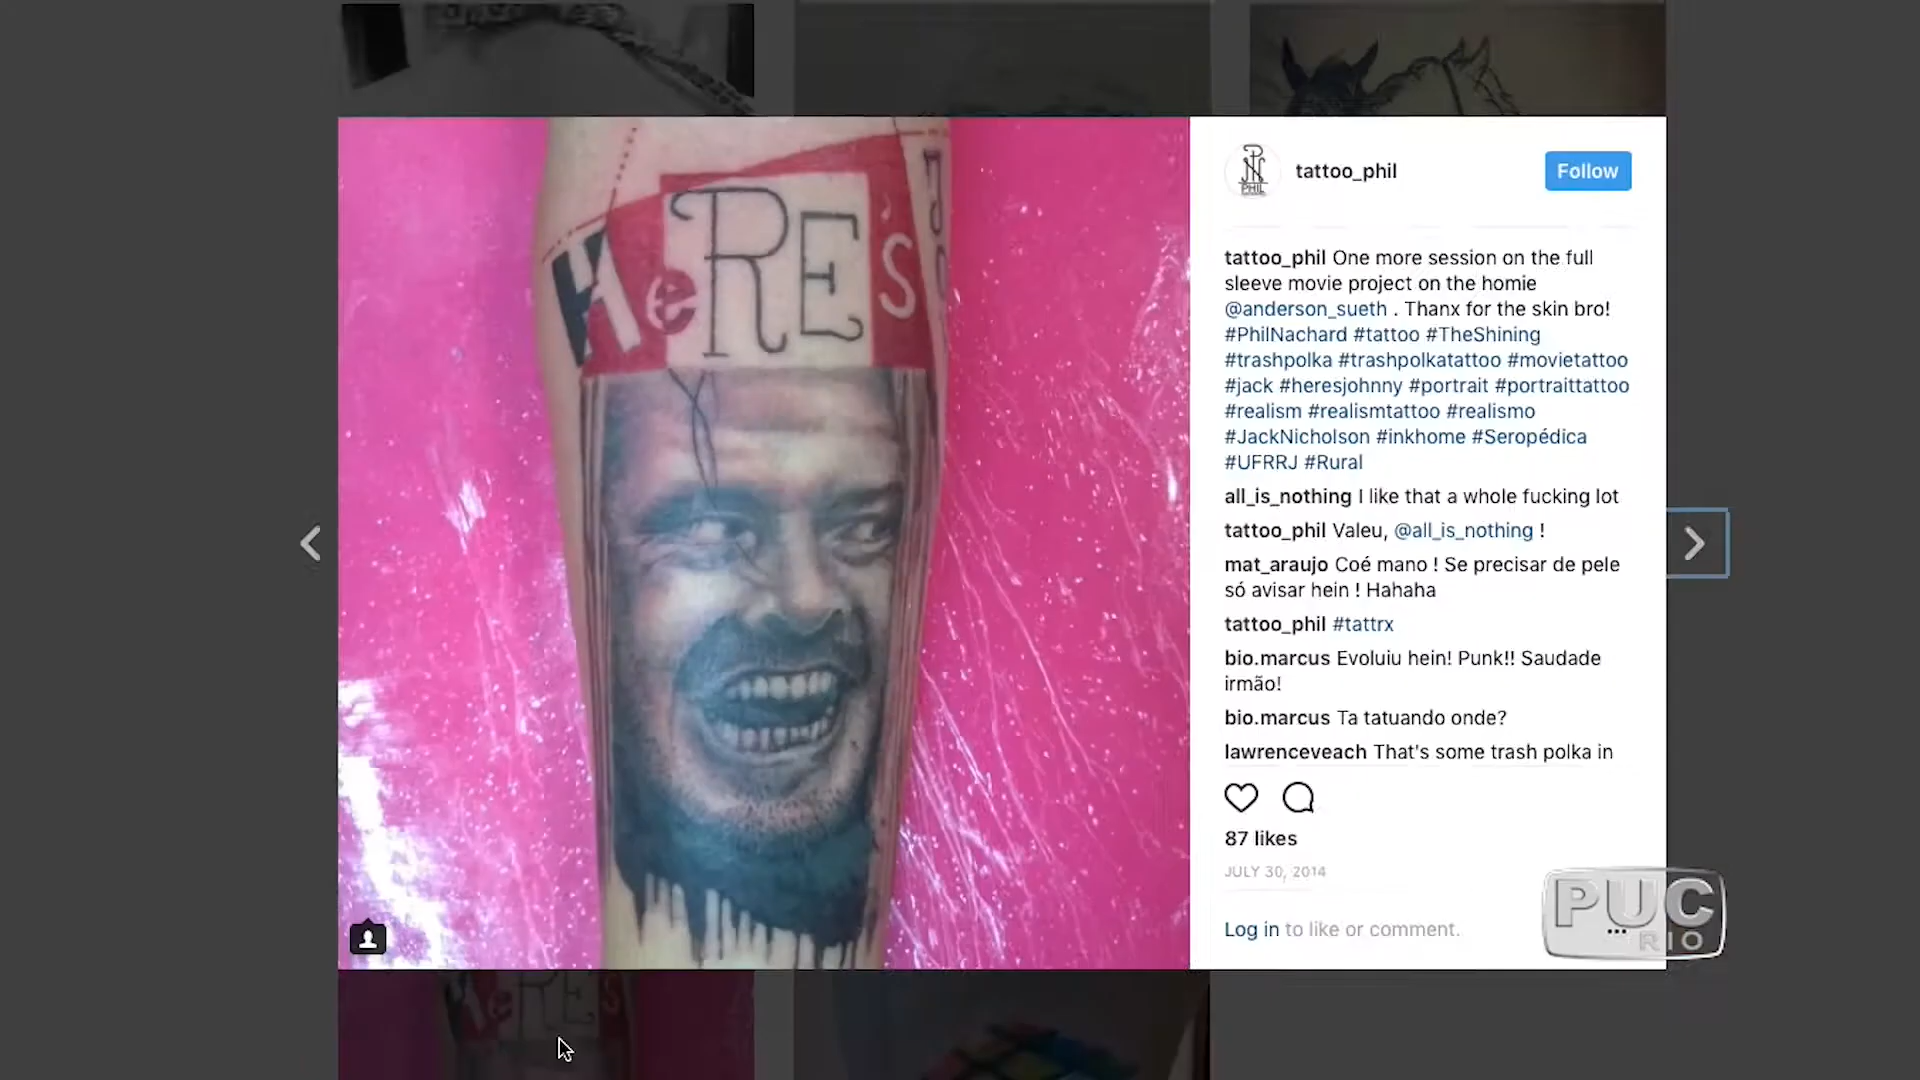 HeRE's
PHIL
tattoo_phil
Follow
tattoo_phil One more session on the full
sleeve movie project on the homie
@anderson_sueth . Thanx for the skin bro!
#PhilNachard #tattoo #TheShining
#trashpolka #trashpolkatattoo #movietattoo
#jack #heresjohnny #portrait #portraittattoo
#realism #realismtattoo #realismo
#JackNicholson #inkhome #Seropédica
#UFRRJ #Rural
all_is_nothing I like that a whole fucking lot
tattoo_phil Valeu, @all_is_nothing !
mat_araujo Coé mano ! Se precisar de pele
só avisar hein ! Hahaha
tattoo_phil #tattrx
bio.marcus Evoluiu hein! Punk!! Saudade
irmão!
bio.marcus Ta tatuando onde?
lawrenceveach That's some trash polka in
87 likes
JULY 30, 2014
Log in to like or comment.
PUC
RIO
HeRE's